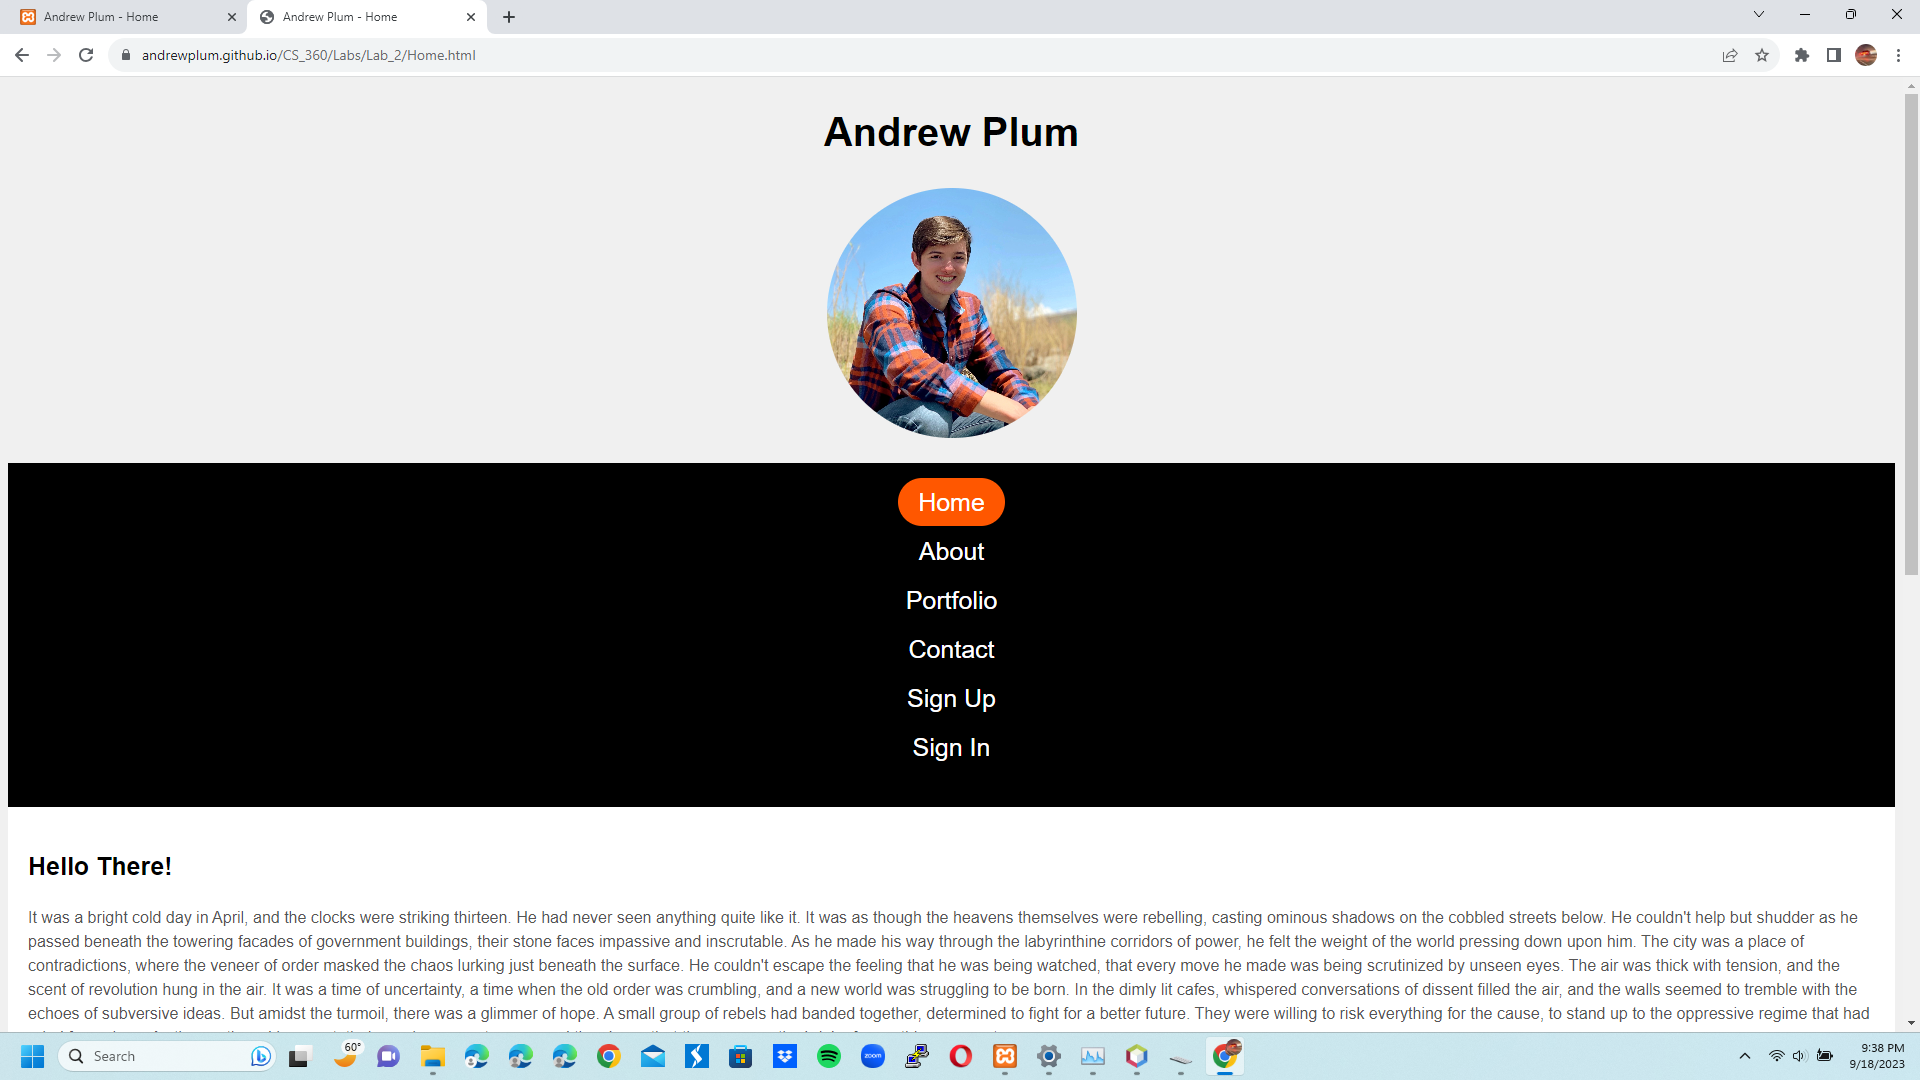 Andrew Plum - Home
Andrew Plum - Home
andrewplum.github.io/CS_360/Labs/Lab_2/Home.html
Andrew Plum
Home
About
Portfolio
Contact
Sign Up
Sign In
Hello There!
It was a bright cold day in April, and the clocks were striking thirteen. He had never seen anything quite like it. It was as though the heavens themselves were rebelling, casting ominous shadows on the cobbled streets below. He couldn't help but shudder as he
passed beneath the towering facades of government buildings, their stone faces impassive and inscrutable. As he made his way through the labyrinthine corridors of power, he felt the weight of the world pressing down upon him. The city was a place of
contradictions, where the veneer of order masked the chaos lurking just beneath the surface. He couldn't escape the feeling that he was being watched, that every move he made was being scrutinized by unseen eyes. The air was thick with tension, and the
scent of revolution hung in the air. It was a time of uncertainty, a time when the old order was crumbling, and a new world was struggling to be born. In the dimly lit cafes, whispered conversations of dissent filled the air, and the walls seemed to tremble with the
echoes of subversive ideas. But amidst the turmoil, there was a glimmer of hope. A small group of rebels had banded together, determined to fight for a better future. They were willing to risk everything for the cause, to stand up to the oppressive regime that had
Search
60°
zoom
9:38 PM
9/18/2023